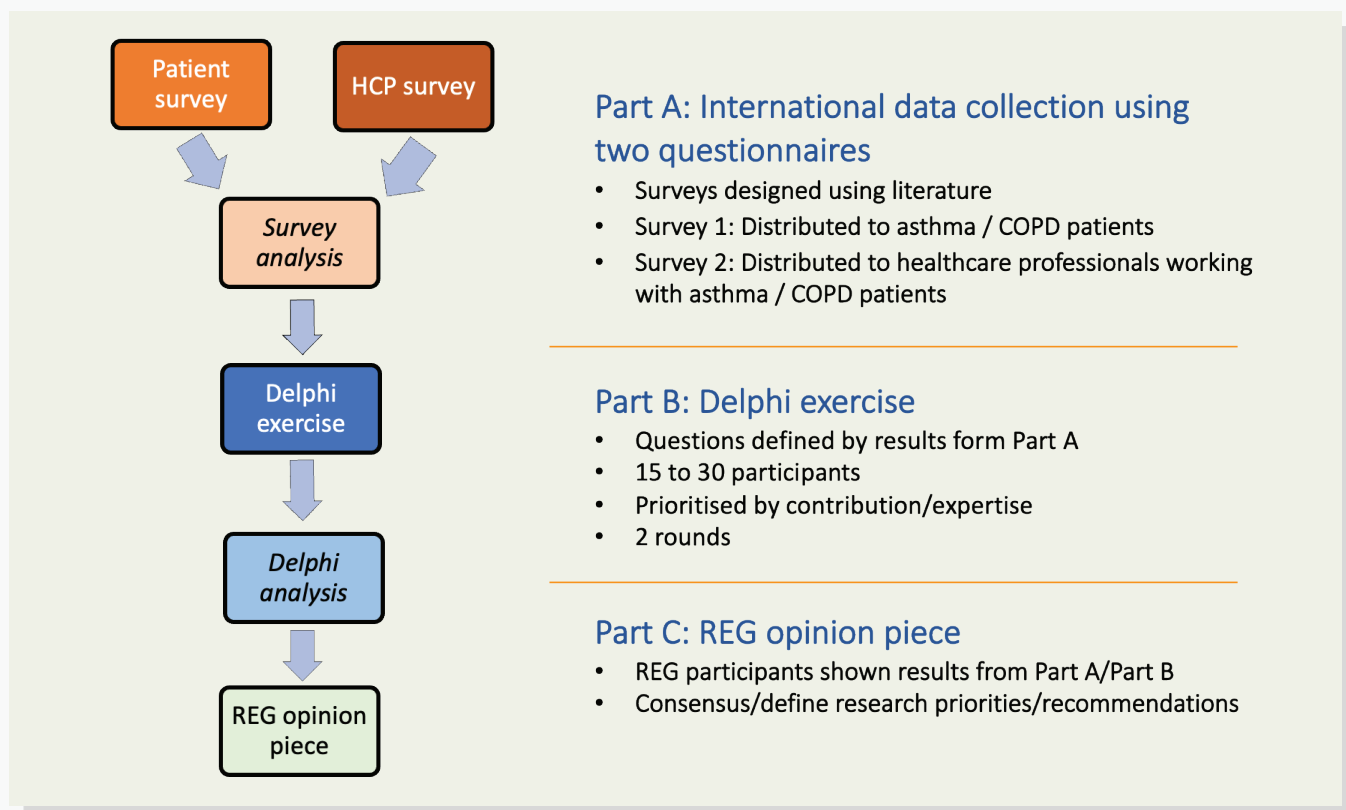 Patient
survey
HCP survey
Survey
analysis
Delphi
exercise
Delphi
analysis
REG opinion
piece
Part A: International data collection using
two questionnaires
• Surveys designed using literature
• Survey 1: Distributed to asthma / COPD patients
• Survey 2: Distributed to healthcare professionals working
with asthma / COPD patients
Part B: Delphi exercise
• Questions defined by results form Part A
• 15 to 30 participants
• Prioritised by contribution/expertise
• 2 rounds
Part C: REG opinion piece
• REG participants shown results from Part A/Part B
• Consensus/define research priorities/recommendations